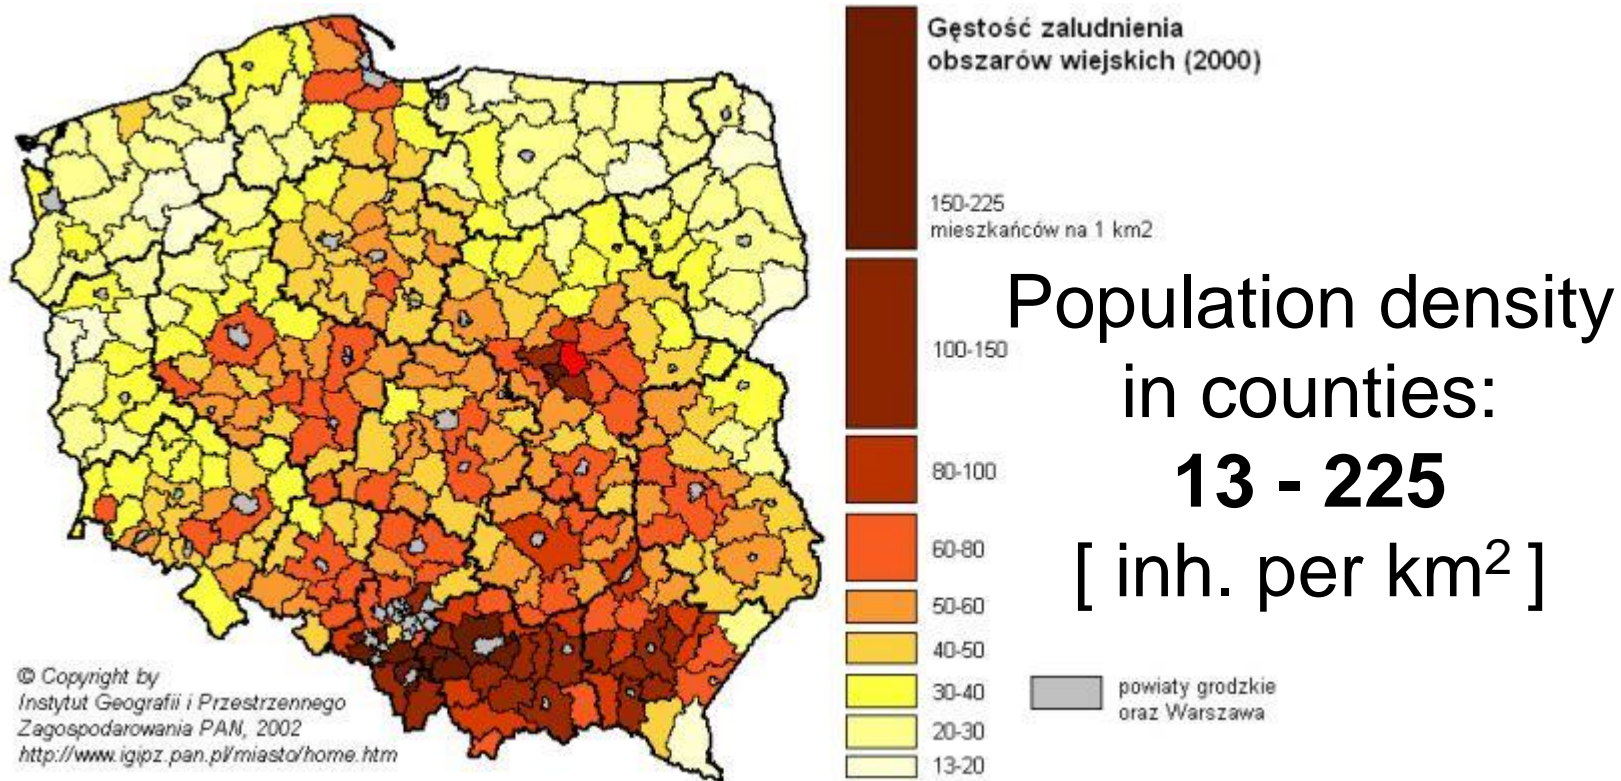 Gęstość zaludnienia
obszarów wiejskich (2000)
150-225
mieszkańców na 1 km2
100-150
80-100
60-80
50-60
40-50
30-40
20-30
13-20
Population density
in counties:
13 - 225
[ inh. per km² ]
powiaty grodzkie
oraz Warszawa
© Copyright by
Instytut Geografii i Przestrzennego
Zagospodarowania PAN, 2002
http://www.igipz.pan.pl/miasto/home.htm